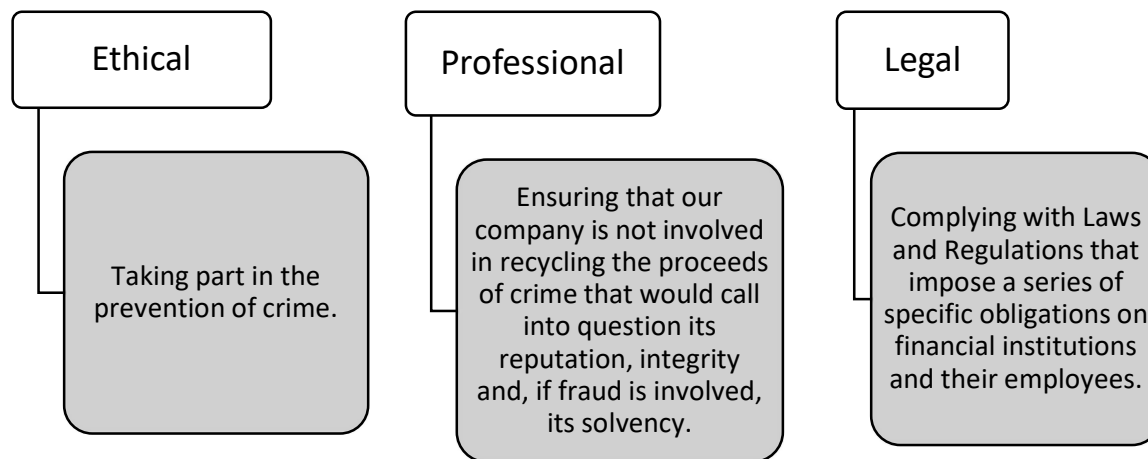 Ethical
Taking part in the
prevention of crime.
Professional
Ensuring that our
company is not involved
in recycling the proceeds
of crime that would call
into question its
reputation, integrity
and, if fraud is involved,
its solvency.
Legal
Complying with Laws
and Regulations that
impose a series of
specific obligations on
financial institutions
and their employees.